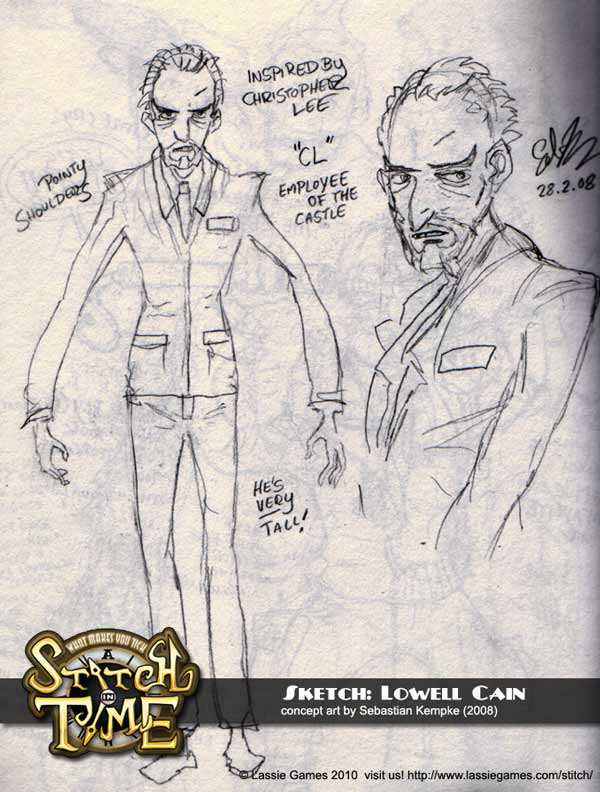 INSPIRED BY
CHRISTOPHER
LEE
"CL"
EMPLOYEE
OF THE
CASTLE
POINTY
SHOULDERS
28.2.08
HE'S
VERY
TALL!
WHAT MAKES YOU TICK
A
STITCH
IN
TIME
SKETCH: LOWELL CAIN
concept art by Sebastian Kempke (2008)
© Lassie Games 2010 visit us! http://www.lassiegames.com/stitch/